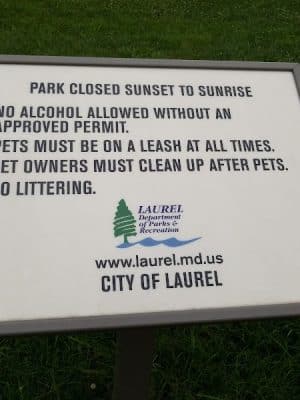 PARK CLOSED SUNSET TO SUNRISE
NO ALCOHOL ALLOWED WITHOUT AN
APPROVED PERMIT.
PETS MUST BE ON A LEASH AT ALL TIMES.
ET OWNERS MUST CLEAN UP AFTER PETS.
O LITTERING.
LAUREL
Department
of Parks &
Recreation
www.laurel.md.us
CITY OF LAUREL